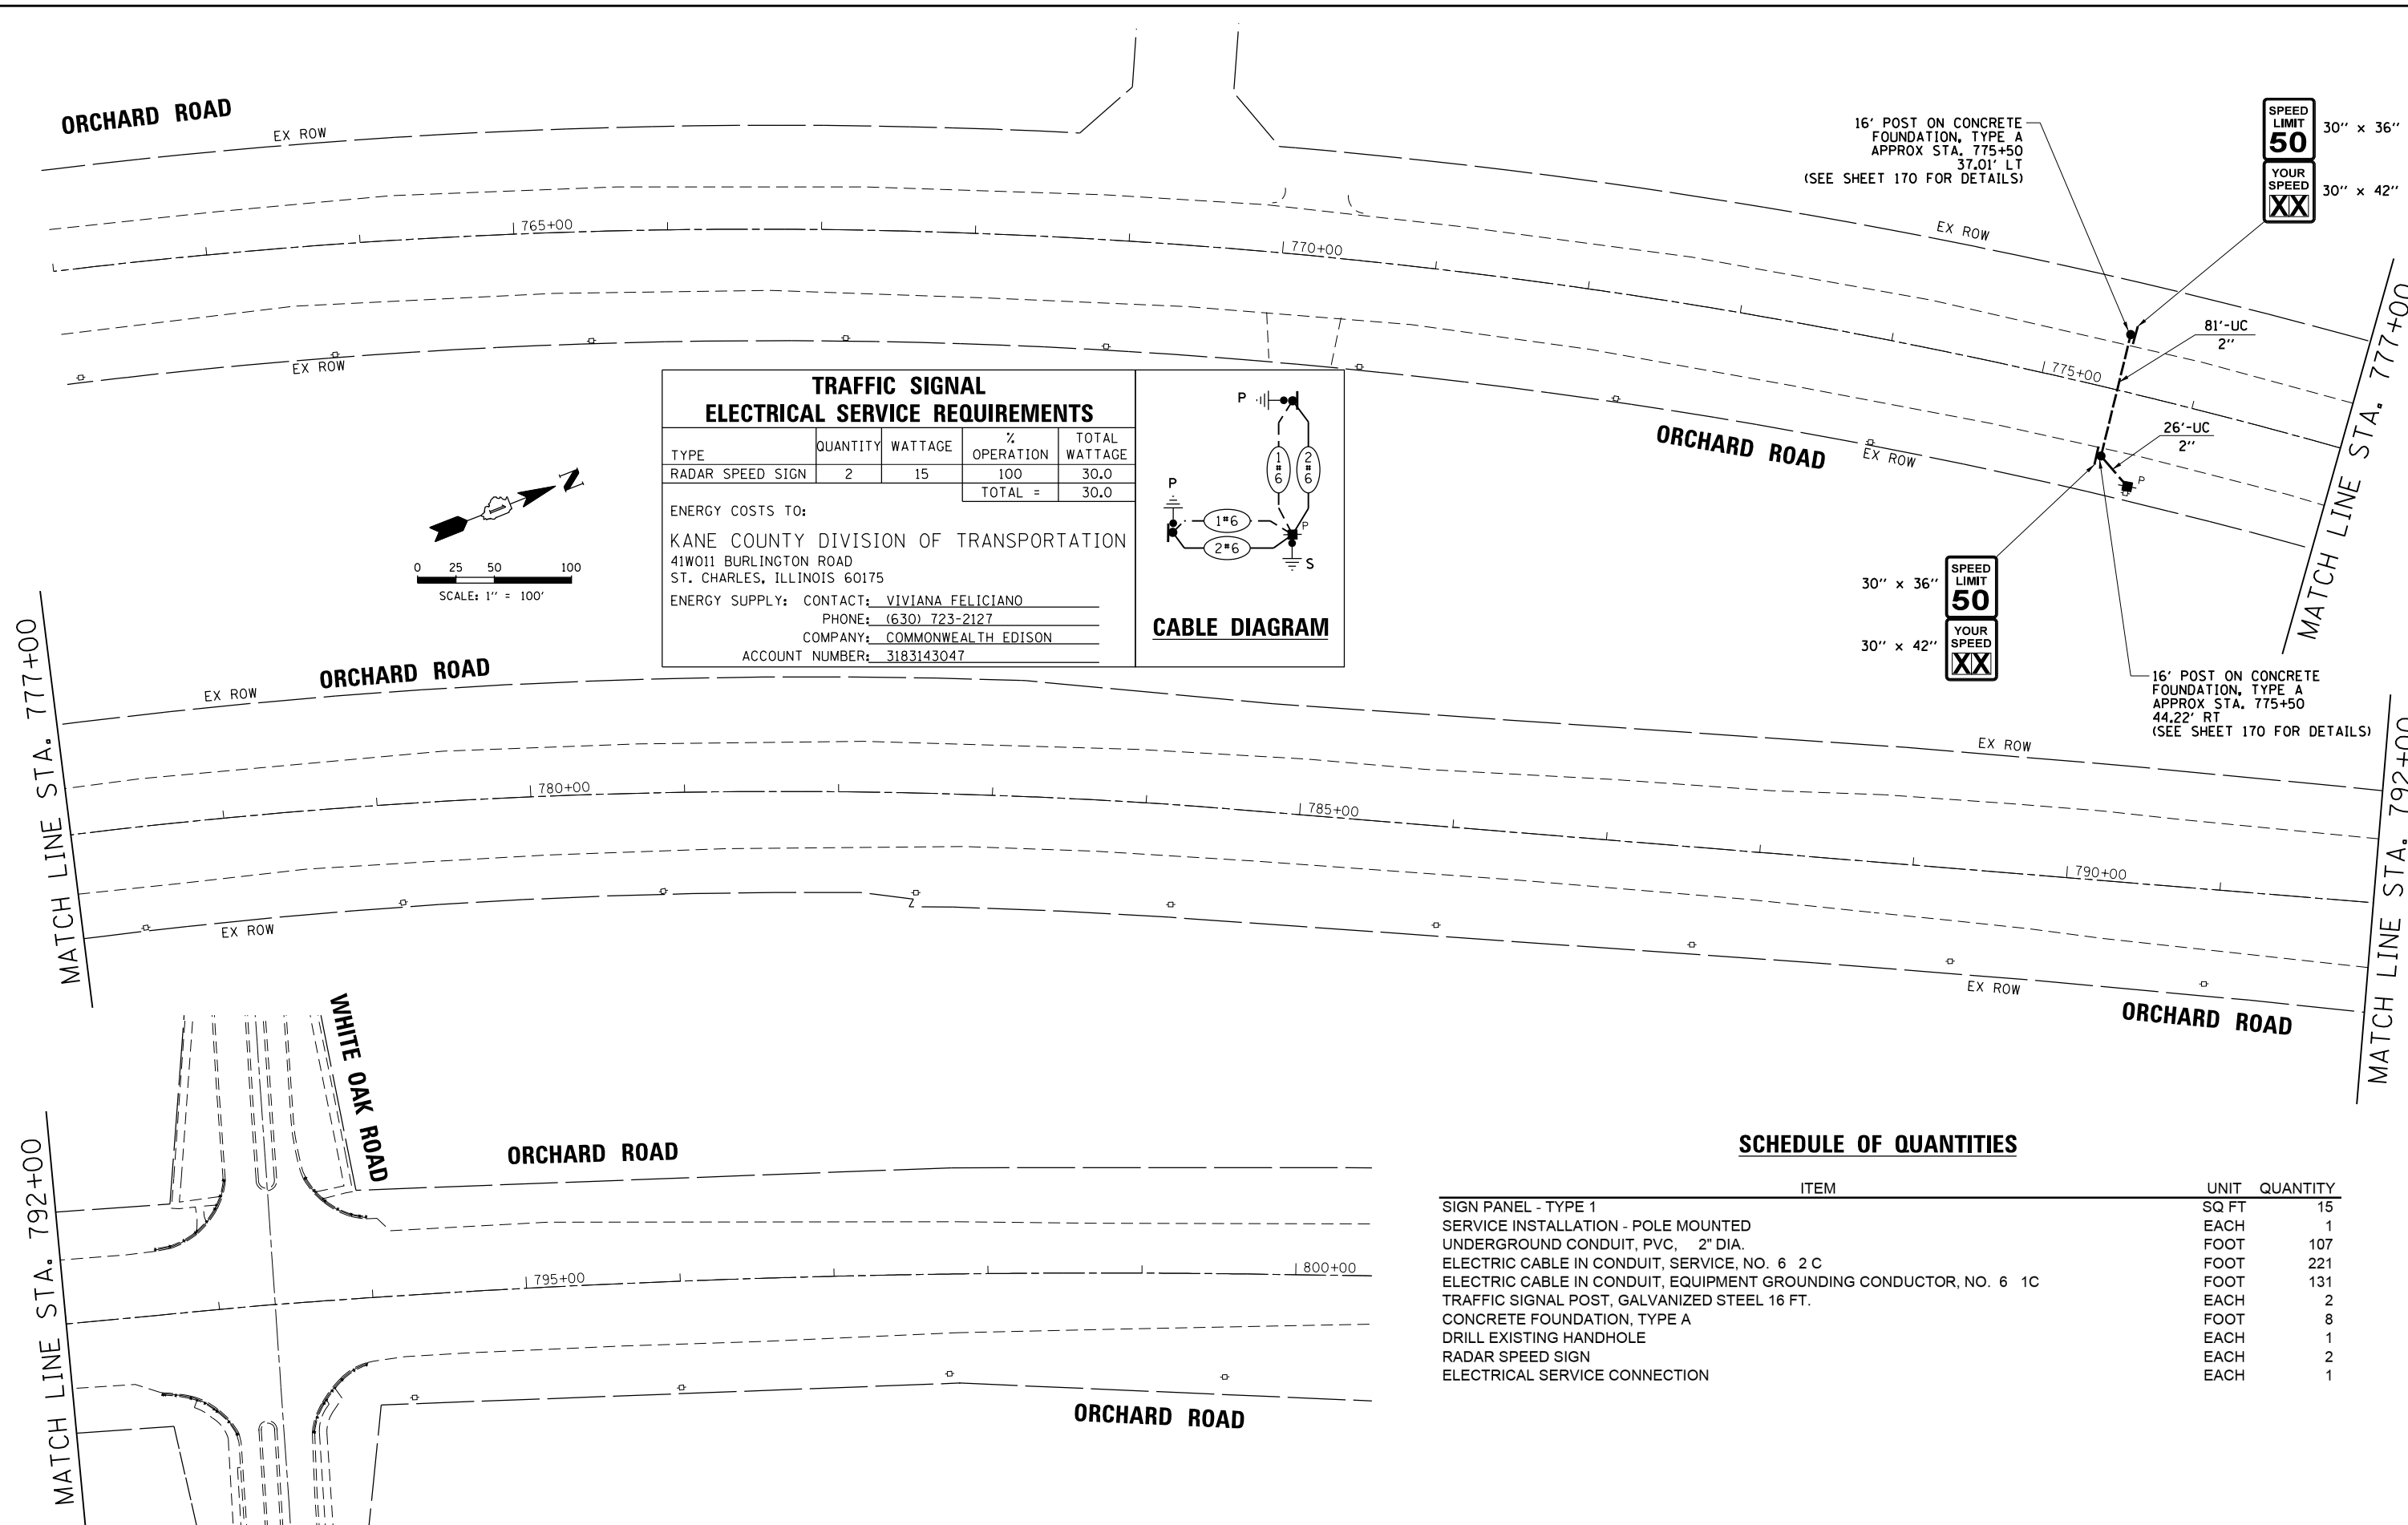 ORCHARD ROAD
EX ROW
765+00
770+00
775+00
EX ROW
EX ROW
EX ROW
ORCHARD ROAD
16' POST ON CONCRETE
FOUNDATION, TYPE A
APPROX STA. 775+50
37.01' LT
(SEE SHEET 170 FOR DETAILS)
SPEED
LIMIT
50
30" x 36"
YOUR
SPEED
XX
30" x 42"
81'-UC
2"
26'-UC
2"
P
MATCH LINE STA. 777+00
30" x 36"
SPEED
LIMIT
50
30" x 42"
YOUR
SPEED
XX
16' POST ON CONCRETE
FOUNDATION, TYPE A
APPROX STA. 775+50
44.22' RT
(SEE SHEET 170 FOR DETAILS)
N
0 25 50 100
SCALE: 1" = 100'
TRAFFIC SIGNAL
ELECTRICAL SERVICE REQUIREMENTS
TYPE QUANTITY WATTAGE % OPERATION TOTAL WATTAGE
RADAR SPEED SIGN 2 15 100 30.0
TOTAL = 30.0
ENERGY COSTS TO:
KANE COUNTY DIVISION OF TRANSPORTATION
41W011 BURLINGTON ROAD
ST. CHARLES, ILLINOIS 60175
ENERGY SUPPLY: CONTACT: VIVIANA FELICIANO
PHONE: (630) 723-2127
COMPANY: COMMONWEALTH EDISON
ACCOUNT NUMBER: 3183143047
P
1#6
2#6
P
1#6
2#6
P
S
CABLE DIAGRAM
MATCH LINE STA. 777+00
EX ROW
ORCHARD ROAD
780+00
785+00
790+00
EX ROW
EX ROW
Z
EX ROW
ORCHARD ROAD
MATCH LINE STA. 792+00
MATCH LINE STA. 792+00
WHITE OAK ROAD
ORCHARD ROAD
795+00
800+00
ORCHARD ROAD
SCHEDULE OF QUANTITIES
ITEM UNIT QUANTITY
SIGN PANEL - TYPE 1 SQ FT 15
SERVICE INSTALLATION - POLE MOUNTED EACH 1
UNDERGROUND CONDUIT, PVC, 2" DIA. FOOT 107
ELECTRIC CABLE IN CONDUIT, SERVICE, NO. 6 2 C FOOT 221
ELECTRIC CABLE IN CONDUIT, EQUIPMENT GROUNDING CONDUCTOR, NO. 6 1C FOOT 131
TRAFFIC SIGNAL POST, GALVANIZED STEEL 16 FT. EACH 2
CONCRETE FOUNDATION, TYPE A FOOT 8
DRILL EXISTING HANDHOLE EACH 1
RADAR SPEED SIGN EACH 2
ELECTRICAL SERVICE CONNECTION EACH 1